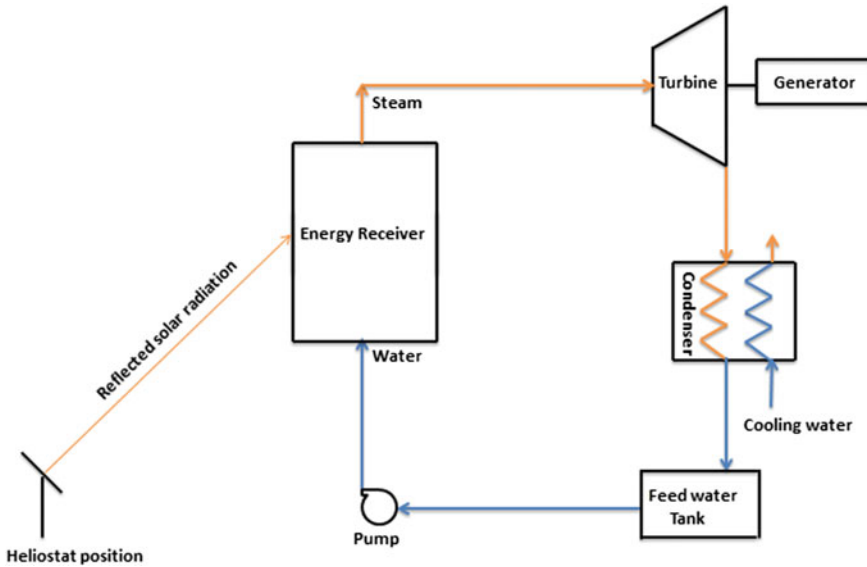 Steam
Turbine
Generator
Energy Receiver
Reflected solar radiation
Condenser
Water
Cooling water
Feed water
Tank
Pump
Heliostat position